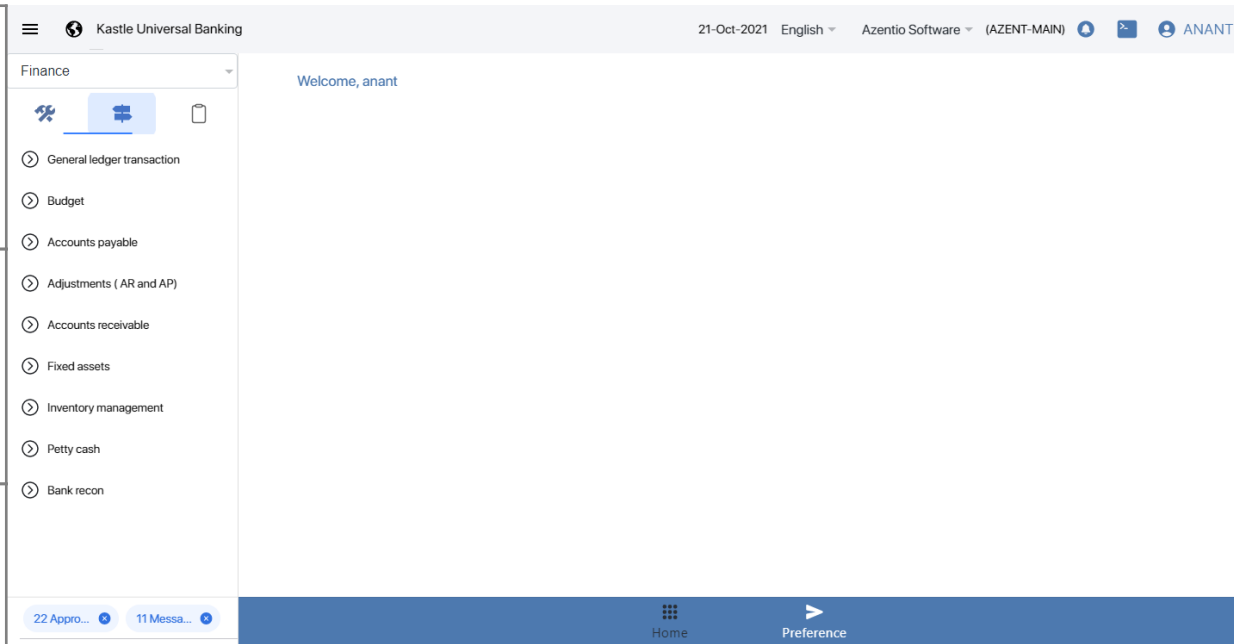 Kastle Universal Banking
21-Oct-2021 English Azentio Software (AZENT-MAIN) ANANT
Finance
Welcome, anant
General ledger transaction
Budget
Accounts payable
Adjustments ( AR and AP)
Accounts receivable
Fixed assets
Inventory management
Petty cash
Bank recon
22 Appro... 11 Messa...
Home Preference